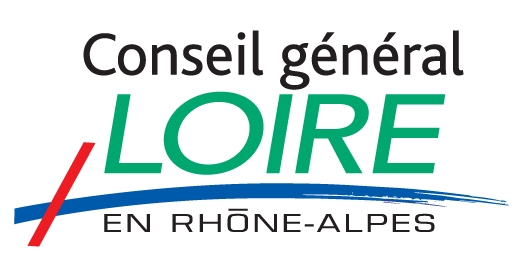 Conseil général
LOIRE
EN RHÔNE-ALPES